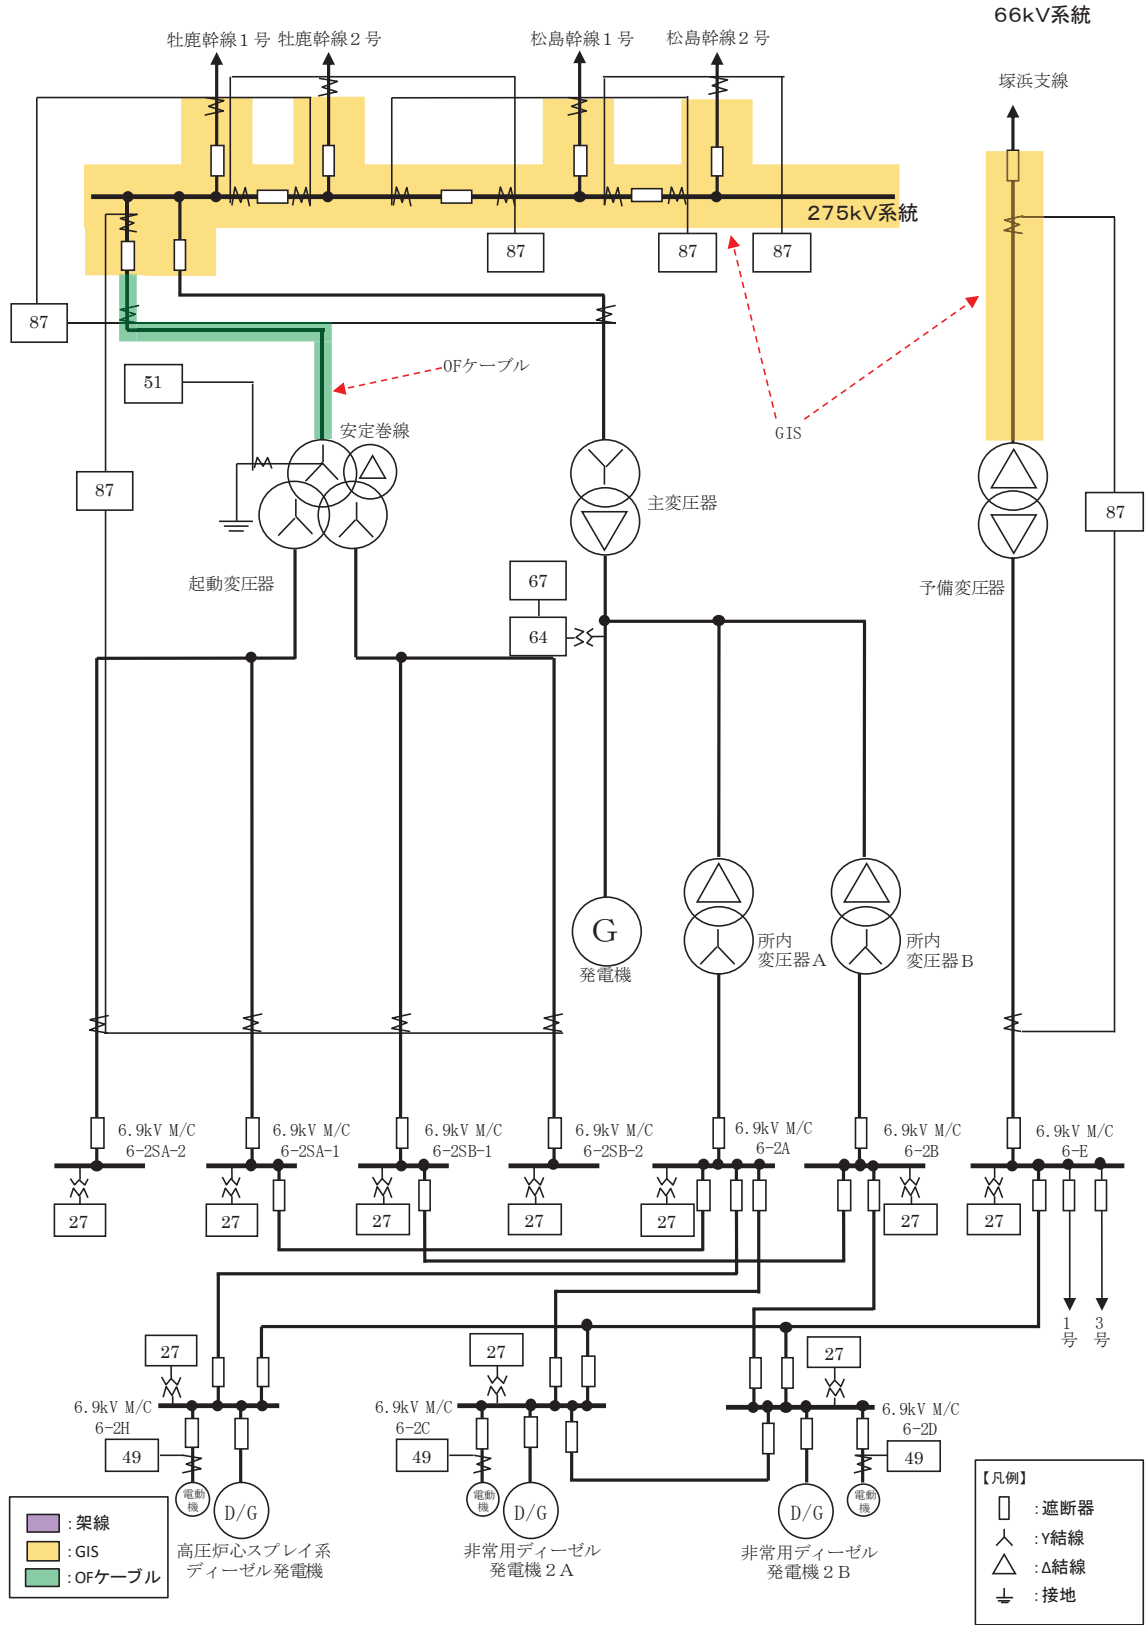 66kV系統
牡鹿幹線1号
牡鹿幹線2号
松島幹線1号
松島幹線2号
塚浜支線
275kV系統
87
87
87
87
OFケーブル
51
安定巻線
GIS
87
主変圧器
87
起動変圧器
67
予備変圧器
64
G
発電機
所内
変圧器A
所内
変圧器B
6.9kV M/C
6-2SA-2
6.9kV M/C
6-2SA-1
6.9kV M/C
6-2SB-1
6.9kV M/C
6-2SB-2
6.9kV M/C
6-2A
6.9kV M/C
6-2B
6.9kV M/C
6-E
27
27
27
27
27
27
27
1
号
3
号
27
27
27
6.9kV M/C
6-2H
6.9kV M/C
6-2C
6.9kV M/C
6-2D
49
49
49
電動
機
D/G
電動
機
D/G
D/G
電動
機
高圧炉心スプレイ系
ディーゼル発電機
非常用ディーゼル
発電機2A
非常用ディーゼル
発電機2B
:架線
:GIS
:OFケーブル
【凡例】
:遮断器
:Y結線
:Δ結線
:接地